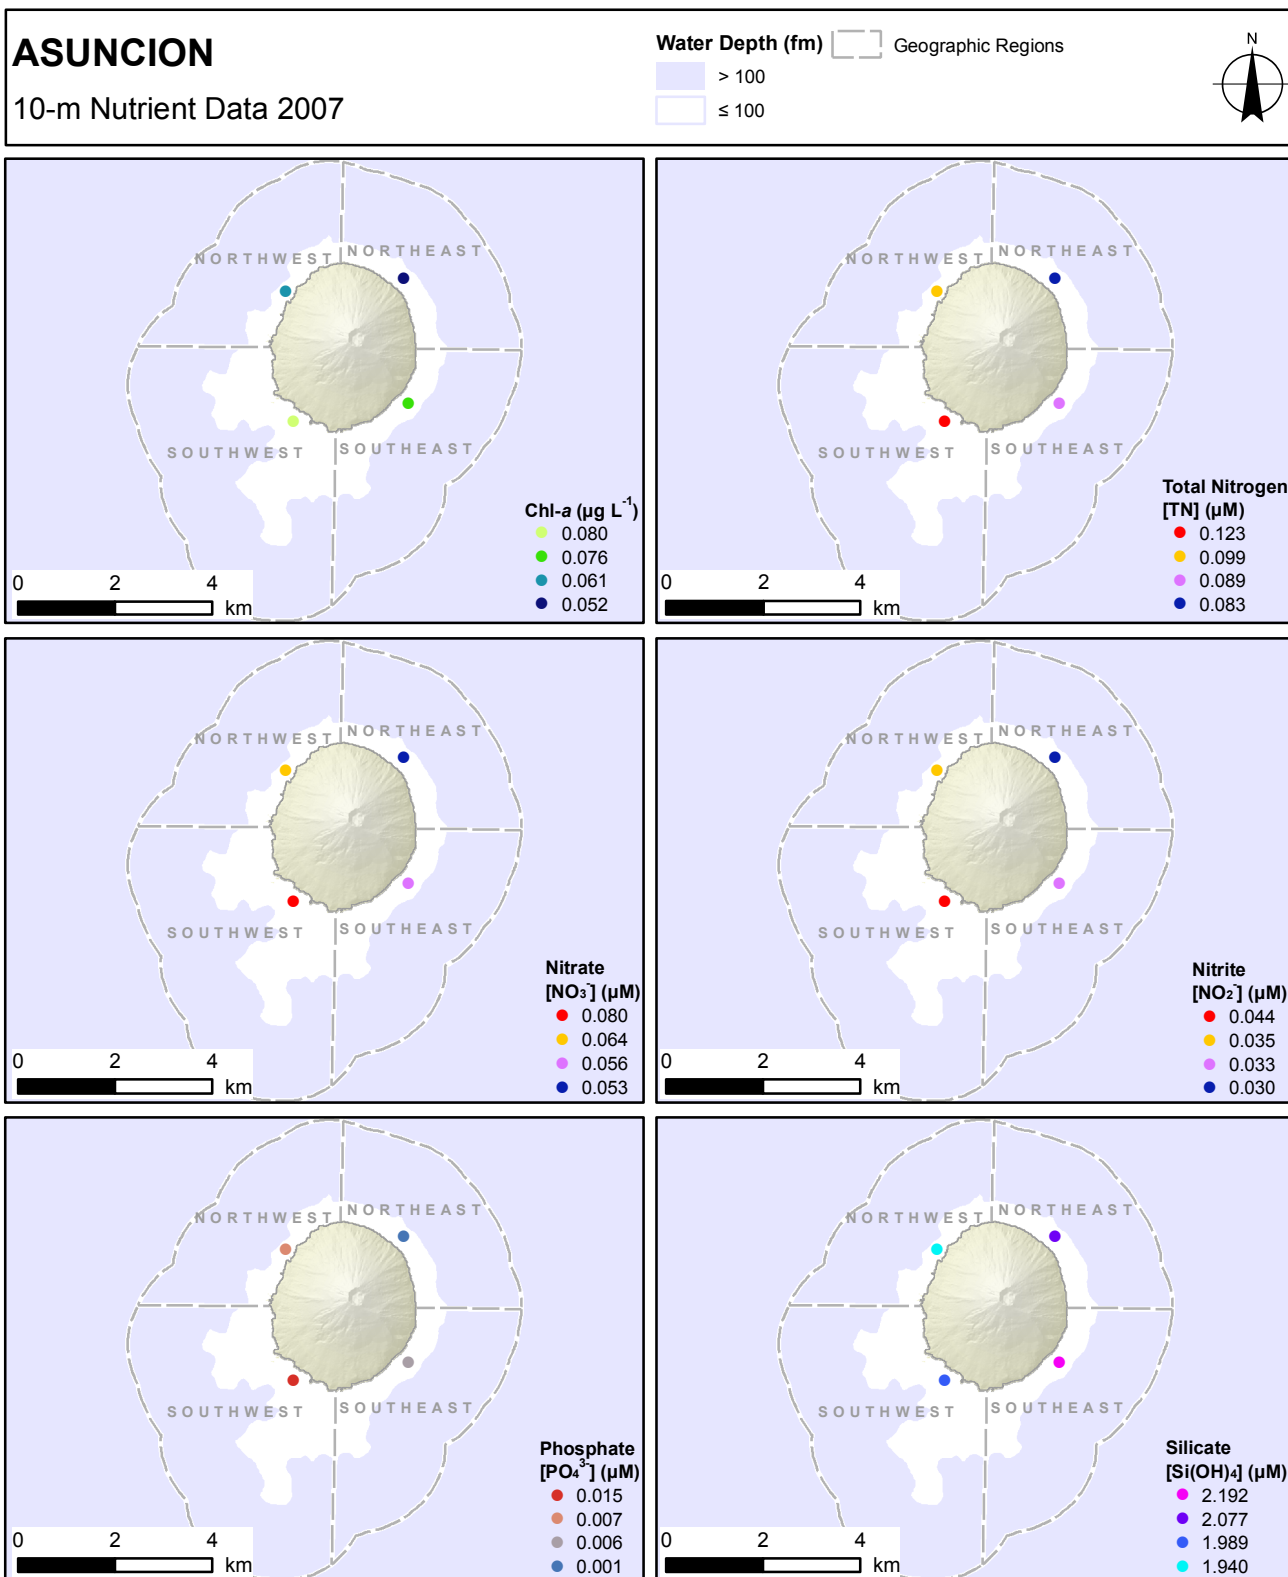 ASUNCION
10-m Nutrient Data 2007
Water Depth (fm)
> 100
≤ 100
Geographic Regions
N
NORTHWEST
NORTHEAST
SOUTHWEST
SOUTHEAST
Chl-a (µg L⁻¹)
0.080
0.076
0.061
0.052
0 2 4
km
NORTHWEST
NORTHEAST
SOUTHWEST
SOUTHEAST
Total Nitrogen
[TN] (µM)
0.123
0.099
0.089
0.083
0 2 4
km
NORTHWEST
NORTHEAST
SOUTHWEST
SOUTHEAST
Nitrate
[NO₃⁻] (µM)
0.080
0.064
0.056
0.053
0 2 4
km
NORTHWEST
NORTHEAST
SOUTHWEST
SOUTHEAST
Nitrite
[NO₂⁻] (µM)
0.044
0.035
0.033
0.030
0 2 4
km
NORTHWEST
NORTHEAST
SOUTHWEST
SOUTHEAST
Phosphate
[PO₄³⁻] (µM)
0.015
0.007
0.006
0.001
0 2 4
km
NORTHWEST
NORTHEAST
SOUTHWEST
SOUTHEAST
Silicate
[Si(OH)₄] (µM)
2.192
2.077
1.989
1.940
0 2 4
km